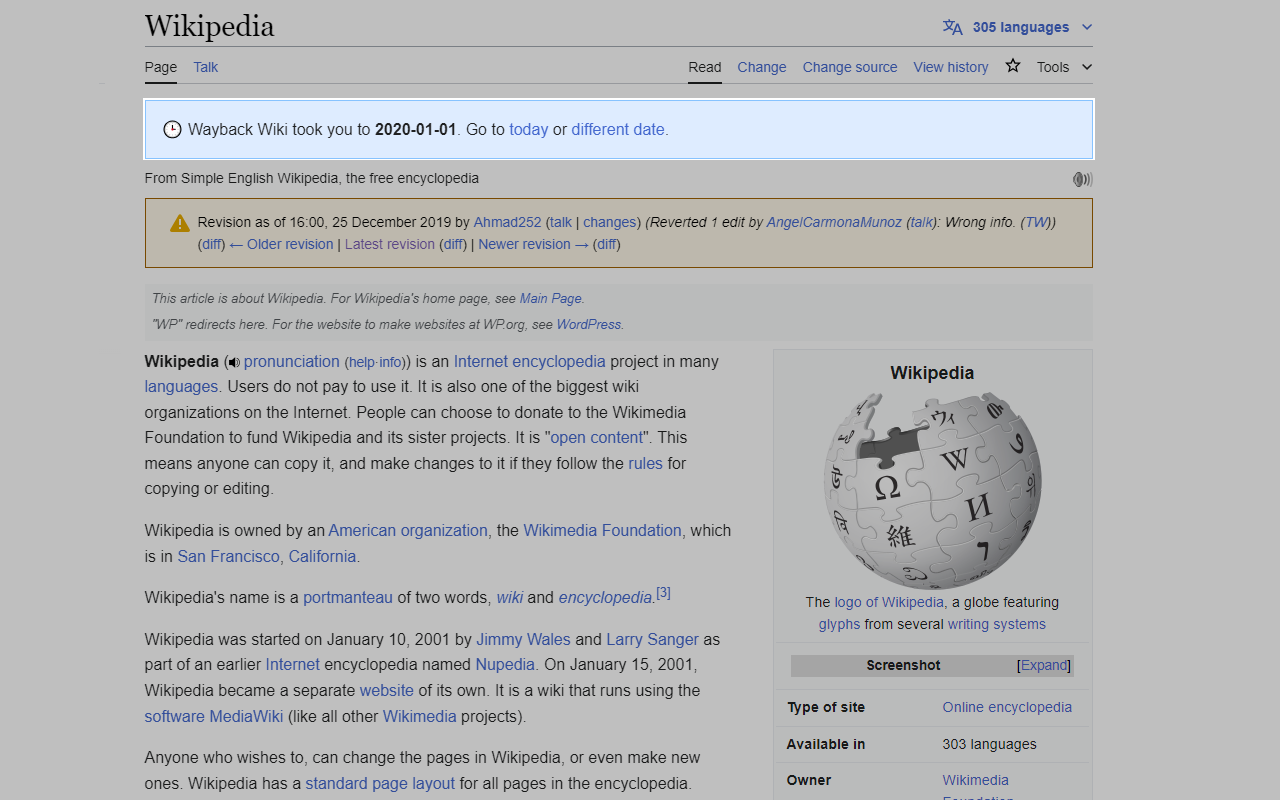 Wikipedia
305 languages
Page Talk Read Change Change source View history Tools
Wayback Wiki took you to 2020-01-01. Go to today or different date.
From Simple English Wikipedia, the free encyclopedia
Revision as of 16:00, 25 December 2019 by Ahmad252 (talk | changes) (Reverted 1 edit by AngelCarmonaMunoz (talk): Wrong info. (TW))
(diff) ← Older revision | Latest revision (diff) | Newer revision → (diff)
This article is about Wikipedia. For Wikipedia's home page, see Main Page.
"WP" redirects here. For the website to make websites at WP.org, see WordPress.
Wikipedia (pronunciation (help·info)) is an Internet encyclopedia project in many
languages. Users do not pay to use it. It is also one of the biggest wiki
organizations on the Internet. People can choose to donate to the Wikimedia
Foundation to fund Wikipedia and its sister projects. It is "open content". This
means anyone can copy it, and make changes to it if they follow the rules for
copying or editing.
Wikipedia is owned by an American organization, the Wikimedia Foundation, which
is in San Francisco, California.
Wikipedia's name is a portmanteau of two words, wiki and encyclopedia.[3]
Wikipedia was started on January 10, 2001 by Jimmy Wales and Larry Sanger as
part of an earlier Internet encyclopedia named Nupedia. On January 15, 2001,
Wikipedia became a separate website of its own. It is a wiki that runs using the
software MediaWiki (like all other Wikimedia projects).
Anyone who wishes to, can change the pages in Wikipedia, or even make new
ones. Wikipedia has a standard page layout for all pages in the encyclopedia.
Wikipedia
Ω W И 維 ウィ
The logo of Wikipedia, a globe featuring
glyphs from several writing systems
Screenshot [Expand]
Type of site Online encyclopedia
Available in 303 languages
Owner Wikimedia